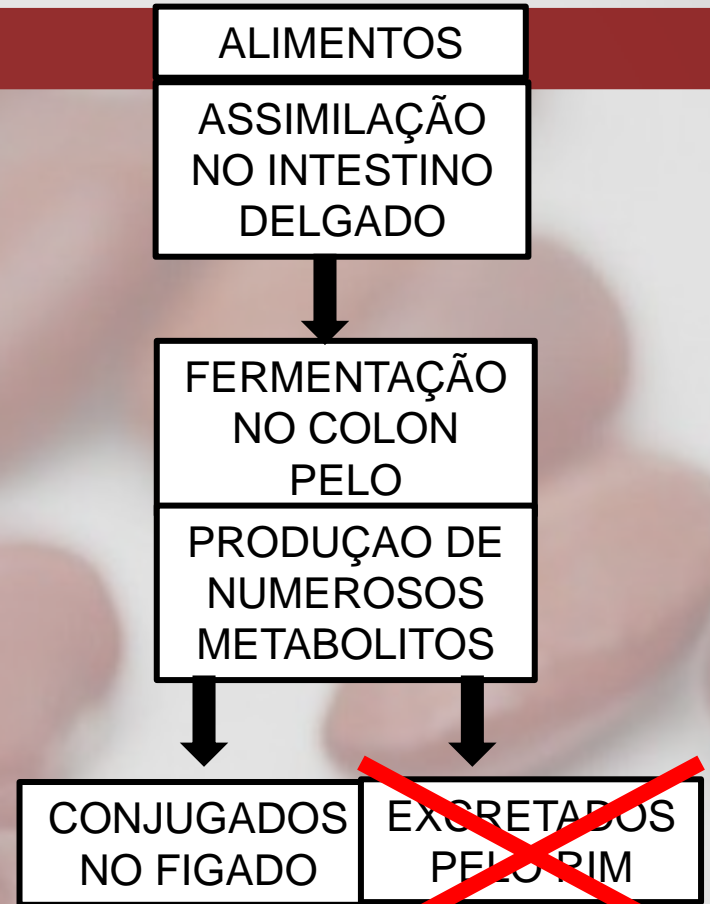 ALIMENTOS
ASSIMILAÇÃO
NO INTESTINO
DELGADO
FERMENTAÇÃO
NO COLON
PELO
PRODUÇAO DE
NUMEROSOS
METABOLITOS
CONJUGADOS
NO FIGADO
EXCRETADOS
PELO RIM